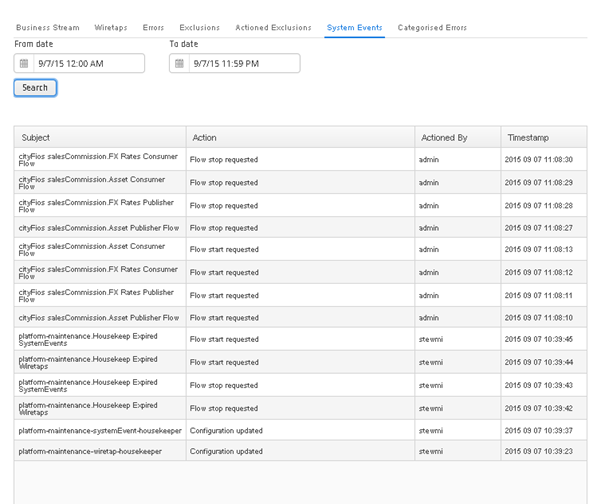 Business Stream Wiretaps Errors Exclusions Actioned Exclusions System Events Categorised Errors
From date To date
9/7/15 12:00 AM 9/7/15 11:59 PM
Search
Subject Action Actioned By Timestamp
cityFios salesCommission.FX Rates Consumer
Flow Flow stop requested admin 2015 09 07 11:08:30
cityFios salesCommission.Asset Consumer
Flow Flow stop requested admin 2015 09 07 11:08:29
cityFios salesCommission.FX Rates Publisher
Flow Flow stop requested admin 2015 09 07 11:08:28
cityFios salesCommission.Asset Publisher Flow Flow stop requested admin 2015 09 07 11:08:27
cityFios salesCommission.Asset Consumer
Flow Flow start requested admin 2015 09 07 11:08:13
cityFios salesCommission.FX Rates Consumer
Flow Flow start requested admin 2015 09 07 11:08:12
cityFios salesCommission.FX Rates Publisher
Flow Flow start requested admin 2015 09 07 11:08:11
cityFios salesCommission.Asset Publisher Flow Flow start requested admin 2015 09 07 11:08:10
platform-maintenance.Housekeep Expired
SystemEvents Flow start requested stewmi 2015 09 07 10:39:45
platform-maintenance.Housekeep Expired
Wiretaps Flow start requested stewmi 2015 09 07 10:39:44
platform-maintenance.Housekeep Expired
SystemEvents Flow stop requested stewmi 2015 09 07 10:39:43
platform-maintenance.Housekeep Expired
Wiretaps Flow stop requested stewmi 2015 09 07 10:39:42
platform-maintenance-systemEvent-housekeeper Configuration updated stewmi 2015 09 07 10:39:37
platform-maintenance-wiretap-housekeeper Configuration updated stewmi 2015 09 07 10:39:23